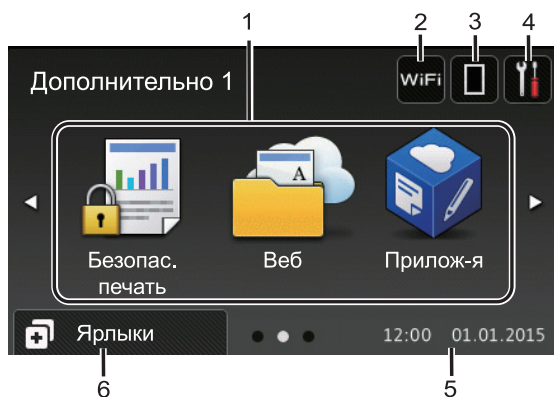 1 2 3 4
Дополнительно 1
WiFi
A
Безопас.
печать
Веб
Прилож-я
Ярлыки
12:00 01.01.2015
6 5